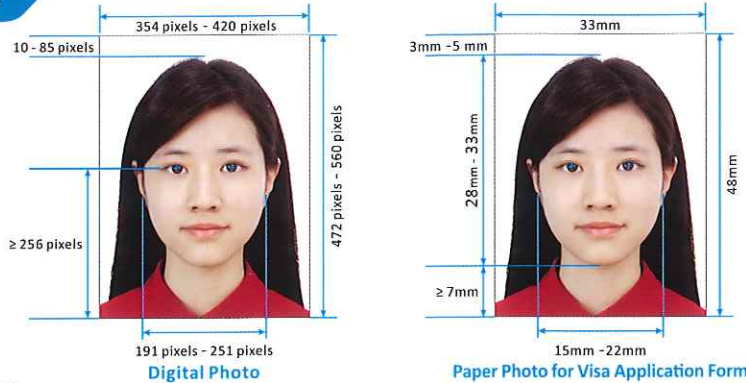 354 pixels - 420 pixels
10 - 85 pixels
472 pixels - 560 pixels
≥ 256 pixels
191 pixels - 251 pixels
Digital Photo
33mm
3mm -5 mm
28mm - 33mm
48mm
≥ 7mm
15mm -22mm
Paper Photo for Visa Application Form